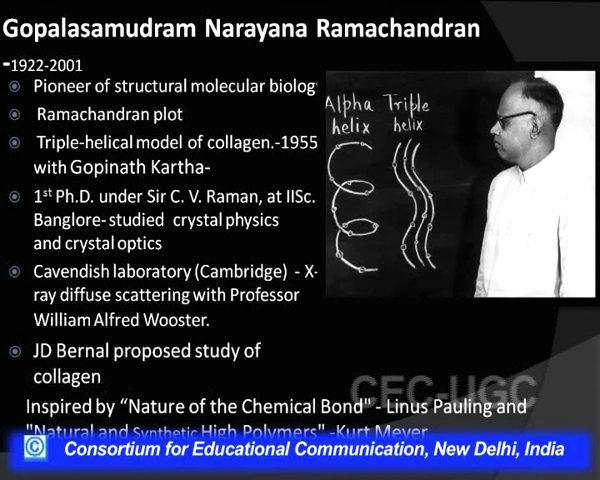 Gopalasamudram Narayana Ramachandran
-1922-2001
Pioneer of structural molecular biology
Ramachandran plot
Triple-helical model of collagen.-1955
with Gopinath Kartha-
1st Ph.D. under Sir C. V. Raman, at IISc.
Banglore- studied crystal physics
and crystal optics
Cavendish laboratory (Cambridge) - X-
ray diffuse scattering with Professor
William Alfred Wooster.
JD Bernal proposed study of
collagen
Inspired by “Nature of the Chemical Bond" - Linus Pauling and
"Natural and Synthetic High Polymers" -Kurt Meyer
Alpha Triple
helix helix
CEC-UGC
© Consortium for Educational Communication, New Delhi, India